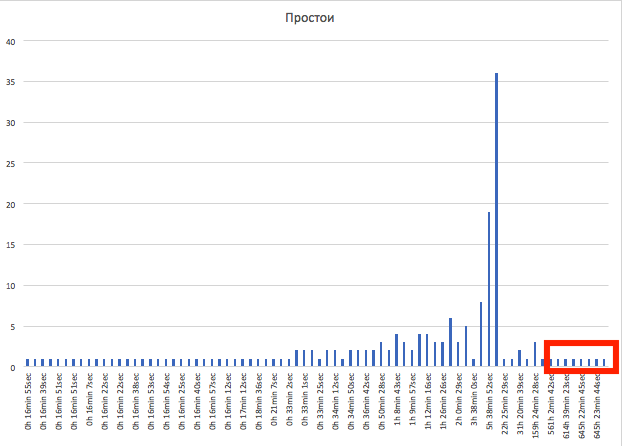 Простои
40
35
30
25
20
15
10
5
0
0h 16min 55sec
0h 16min 39sec
0h 16min 51sec
0h 16min 51sec
0h 16min 7sec
0h 16min 22sec
0h 16min 22sec
0h 16min 38sec
0h 16min 53sec
0h 16min 54sec
0h 16min 25sec
0h 16min 40sec
0h 16min 57sec
0h 16min 12sec
0h 17min 12sec
0h 18min 36sec
0h 21min 7sec
0h 33min 2sec
0h 33min 1sec
0h 33min 25sec
0h 34min 12sec
0h 34min 50sec
0h 36min 42sec
0h 50min 28sec
1h 8min 43sec
1h 9min 57sec
1h 12min 16sec
1h 26min 26sec
2h 0min 29sec
3h 38min 0sec
5h 38min 52sec
22h 25min 29sec
31h 20min 39sec
159h 24min 28sec
561h 2min 42sec
614h 39min 23sec
645h 22min 45sec
645h 23min 44sec